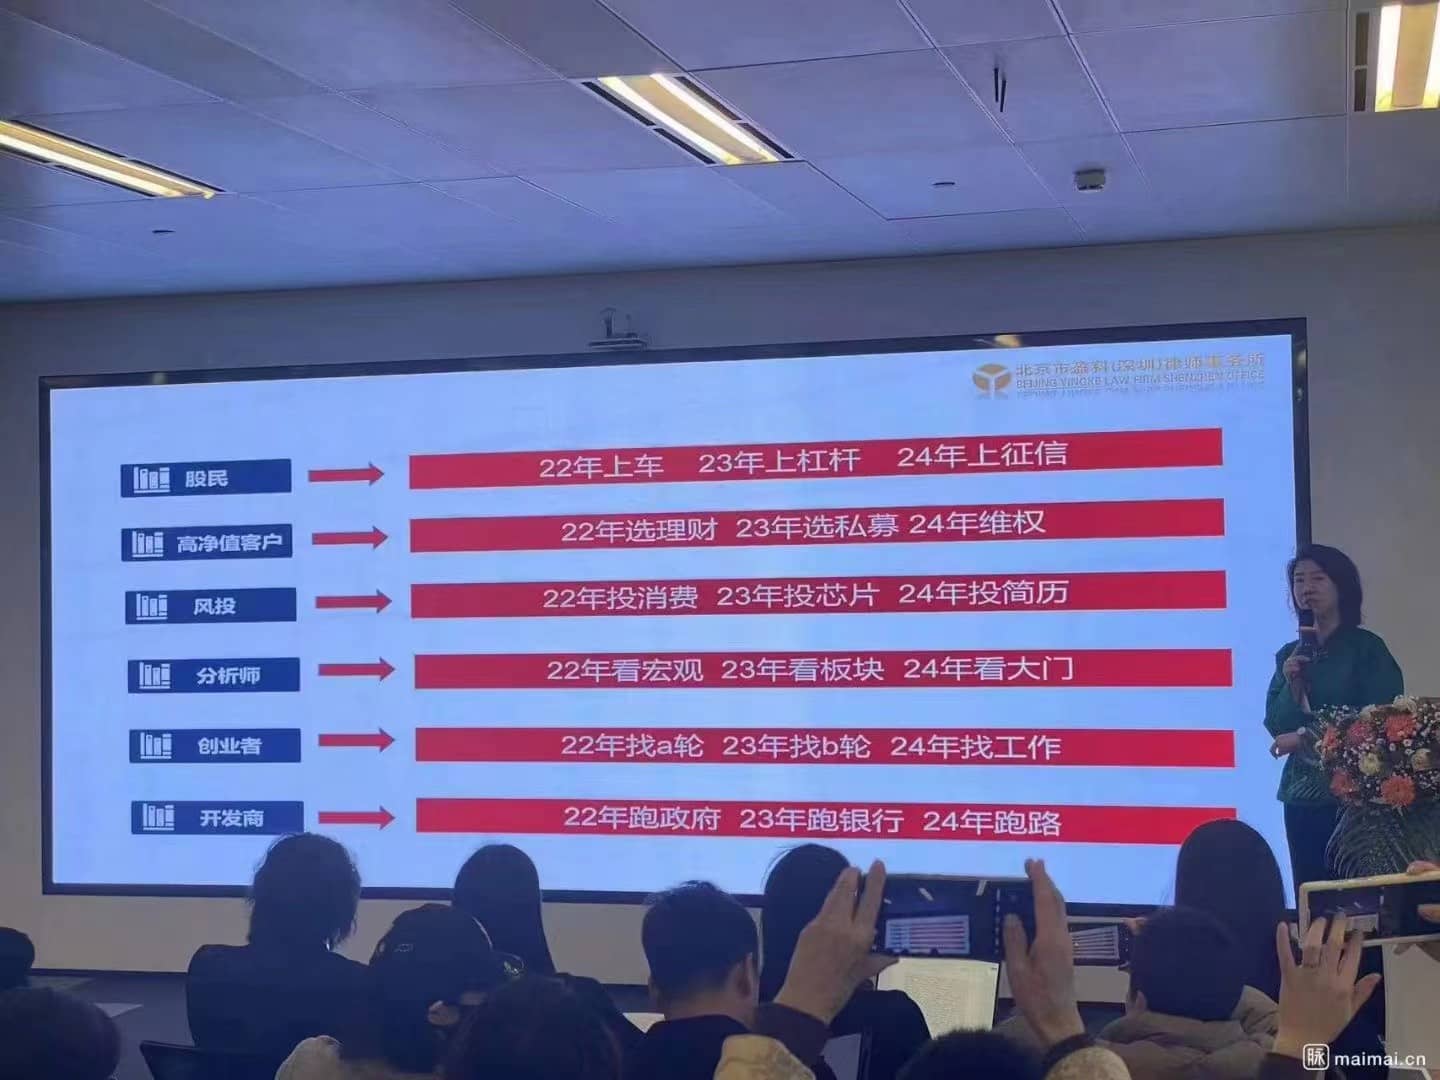 北京市盈科(深圳)律师事务所
BEIJING YINGKE LAW FIRM SHENZHEN OFFICE
股民 22年上车 23年上杠杆 24年上征信
高净值客户 22年选理财 23年选私募 24年维权
风投 22年投消费 23年投芯片 24年投简历
分析师 22年看宏观 23年看板块 24年看大门
创业者 22年找a轮 23年找b轮 24年找工作
开发商 22年跑政府 23年跑银行 24年跑路
脉 maimai.cn